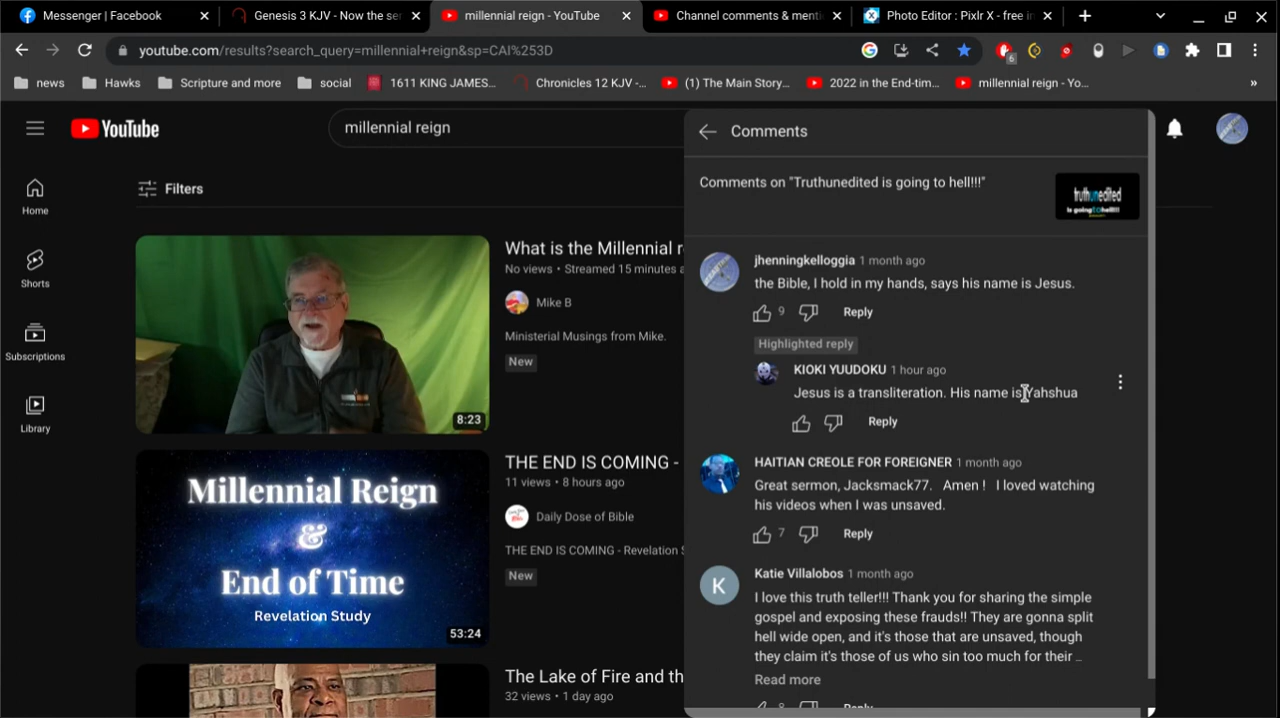 Messenger | Facebook
Genesis 3 KJV - Now the se
millennial reign - YouTube
Channel comments & menti
Photo Editor : Pixlr X - free i
youtube.com/results?search_query=millennial+reign&sp=CAI%253D
6
news
Hawks
Scripture and more
social
1611 KING JAMES...
Chronicles 12 KJV -...
(1) The Main Story...
2022 in the End-tim...
millennial reign - Yo...
»
YouTube
millennial reign
Home
Shorts
Subscriptions
Library
Filters
8:23
What is the Millennial r
No views • Streamed 15 minutes a
Mike B
Ministerial Musings from Mike.
New
Millennial Reign
&
End of Time
Revelation Study
53:24
THE END IS COMING -
11 views • 8 hours ago
Daily Dose of Bible
THE END IS COMING - Revelation S
New
The Lake of Fire and th
32 views • 1 day ago
Comments
Comments on "Truthunedited is going to hell!!!"
truthunedited
is going to hell!!!
jhenningkelloggia 1 month ago
the Bible, I hold in my hands, says his name is Jesus.
9 Reply
Highlighted reply
KIOKI YUUDOKU 1 hour ago
Jesus is a transliteration. His name is Yahshua
Reply
HAITIAN CREOLE FOR FOREIGNER 1 month ago
Great sermon, Jacksmack77. Amen ! I loved watching
his videos when I was unsaved.
7 Reply
K
Katie Villalobos 1 month ago
I love this truth teller!!! Thank you for sharing the simple
gospel and exposing these frauds!! They are gonna split
hell wide open, and it's those that are unsaved, though
they claim it's those of us who sin too much for their ...
Read more
8 Reply